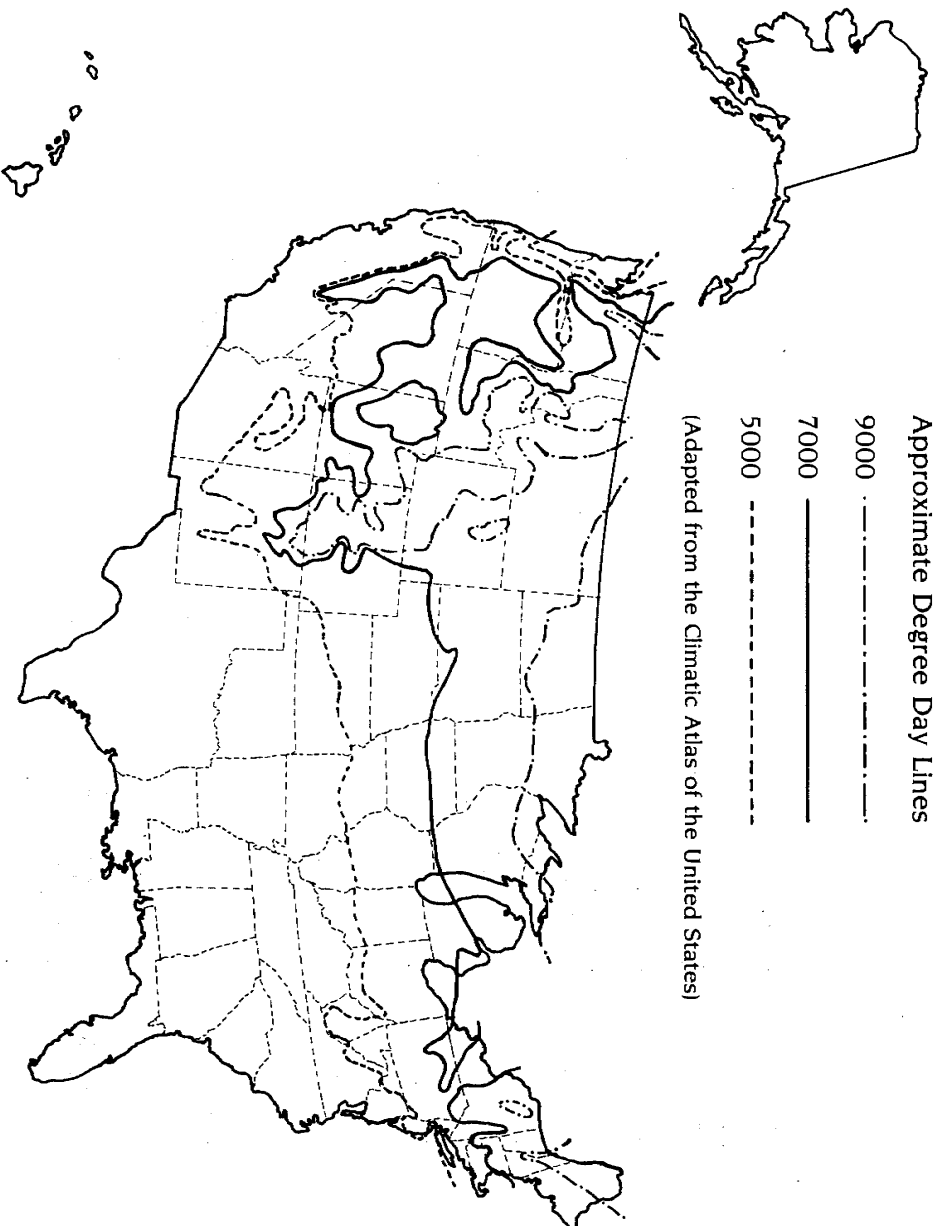 Approximate Degree Day Lines
9000
7000
5000
(Adapted from the Climatic Atlas of the United States)